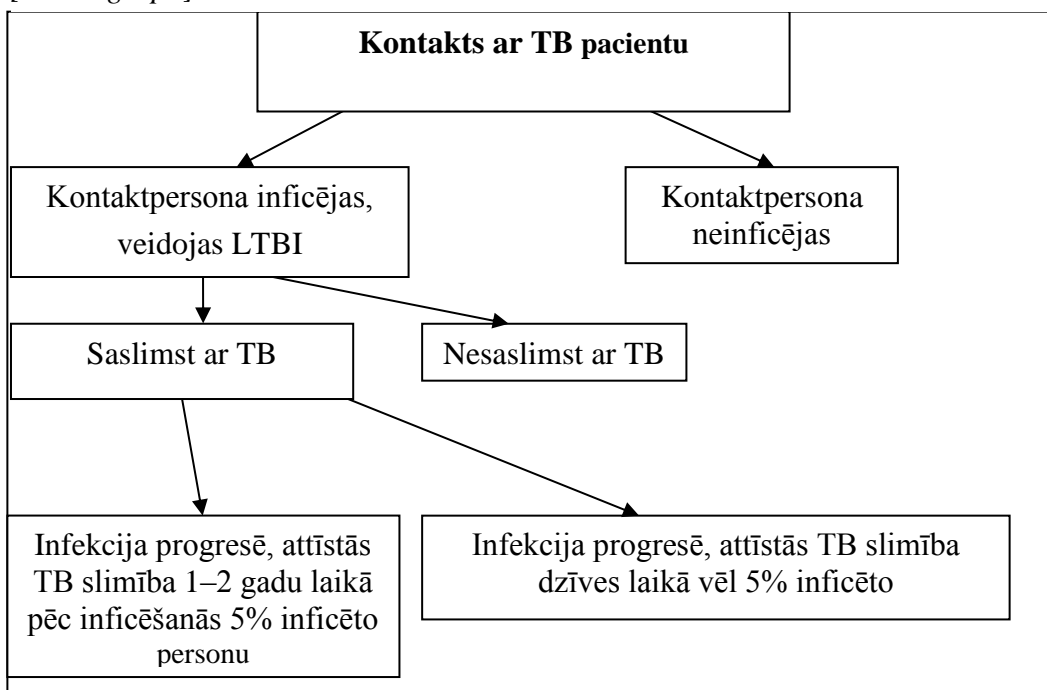 Kontakts ar TB pacientu
Kontaktpersona inficējas,
veidojas LTBI
Kontaktpersona
neinficējas
Saslimst ar TB
Nesaslimst ar TB
Infekcija progresē, attīstās
TB slimība 1–2 gadu laikā
pēc inficēšanās 5% inficēto
personu
Infekcija progresē, attīstās TB slimība
dzīves laikā vēl 5% inficēto